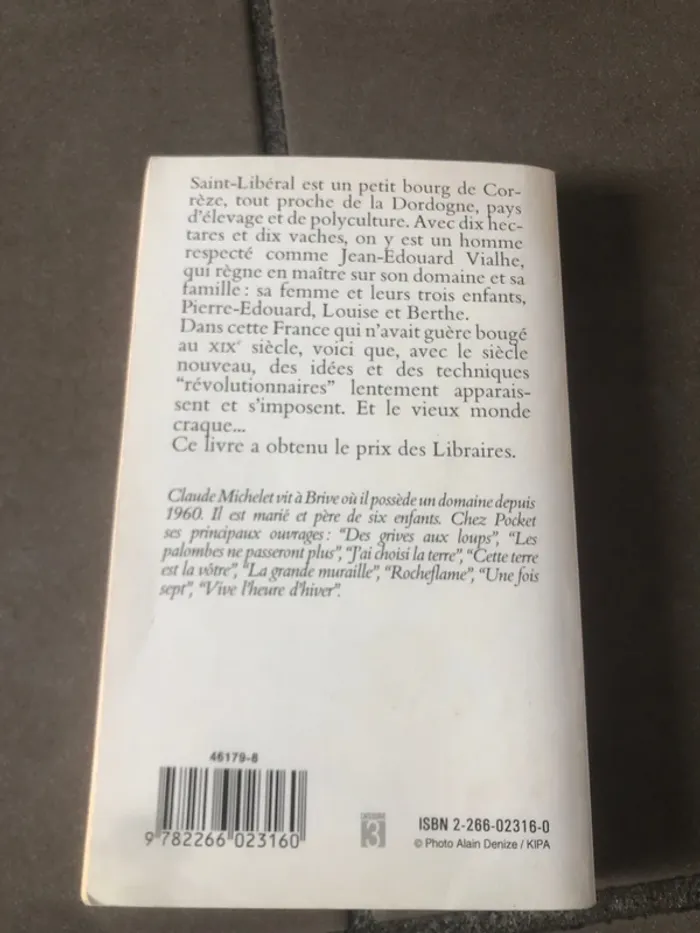 Saint-Libéral est un petit bourg de Cor-
rèze, tout proche de la Dordogne, pays
d'élevage et de polyculture. Avec dix hec-
tares et dix vaches, on y est un homme
respecté comme Jean-Edouard Vialhe,
qui règne en maître sur son domaine et sa
famille : sa femme et leurs trois enfants,
Pierre-Edouard, Louise et Berthe.
Dans cette France qui n'avait guère bougé
au XIXe siècle, voici que, avec le siècle
nouveau, des idées et des techniques
“révolutionnaires” lentement apparais-
sent et s'imposent. Et le vieux monde
craque...
Ce livre a obtenu le prix des Libraires.
Claude Michelet vit à Brive où il possède un domaine depuis
1960. Il est marié et père de six enfants. Chez Pocket
ses principaux ouvrages : “Des grives aux loups”, “Les
palombes ne passeront plus”, “J'ai choisi la terre”, “Cette terre
est la vôtre”, “La grande muraille”, “Rocheflame”, “Une fois
sept”, “Vive l'heure d'hiver”.
46179-8
9 782266 023160
CATÉGORIE
3
ISBN 2-266-02316-0
© Photo Alain Denize / KIPA